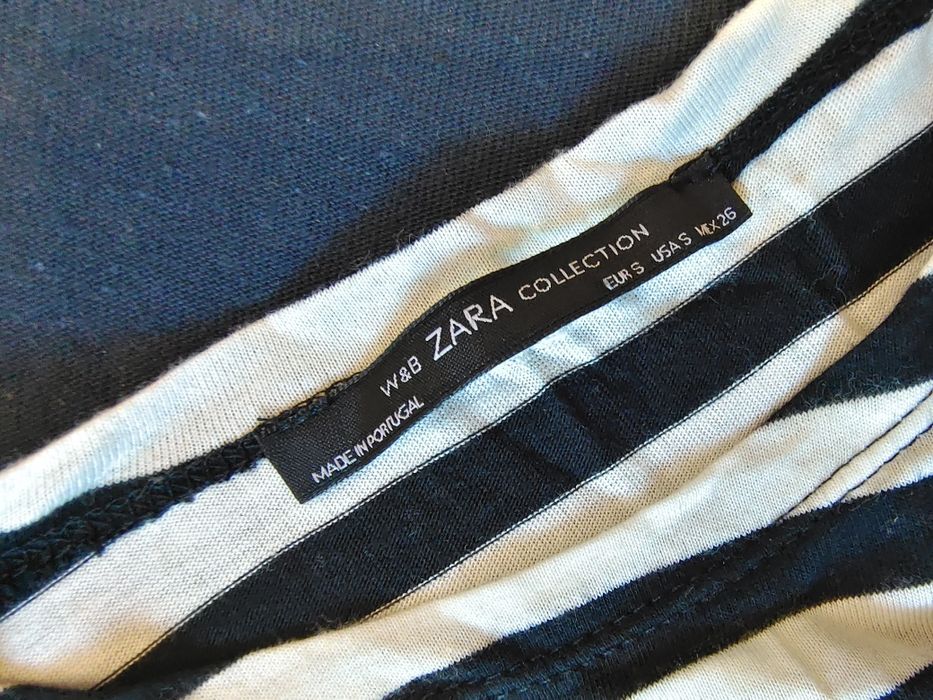 W&B ZARA COLLECTION
EUR S USA S MEX 26
MADE IN PORTUGAL